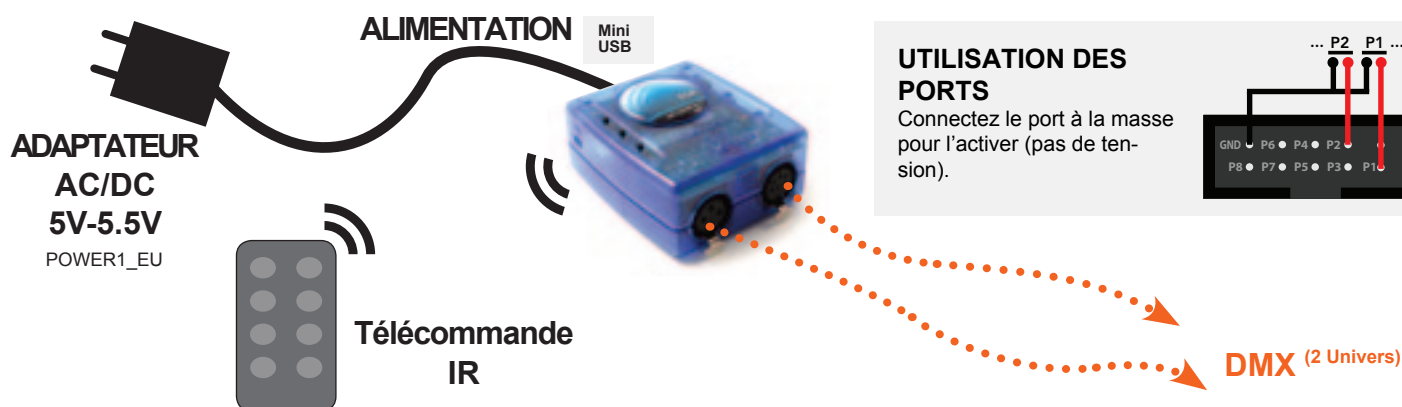 ALIMENTATION
Mini
USB
ADAPTATEUR
AC/DC
5V-5.5V
POWER1_EU
Télécommande
IR
UTILISATION DES
PORTS
Connectez le port à la masse
pour l’activer (pas de ten-
sion).
... P2 P1 ...
GND P6 P4 P2
P8 P7 P5 P3 P1
DMX (2 Univers)